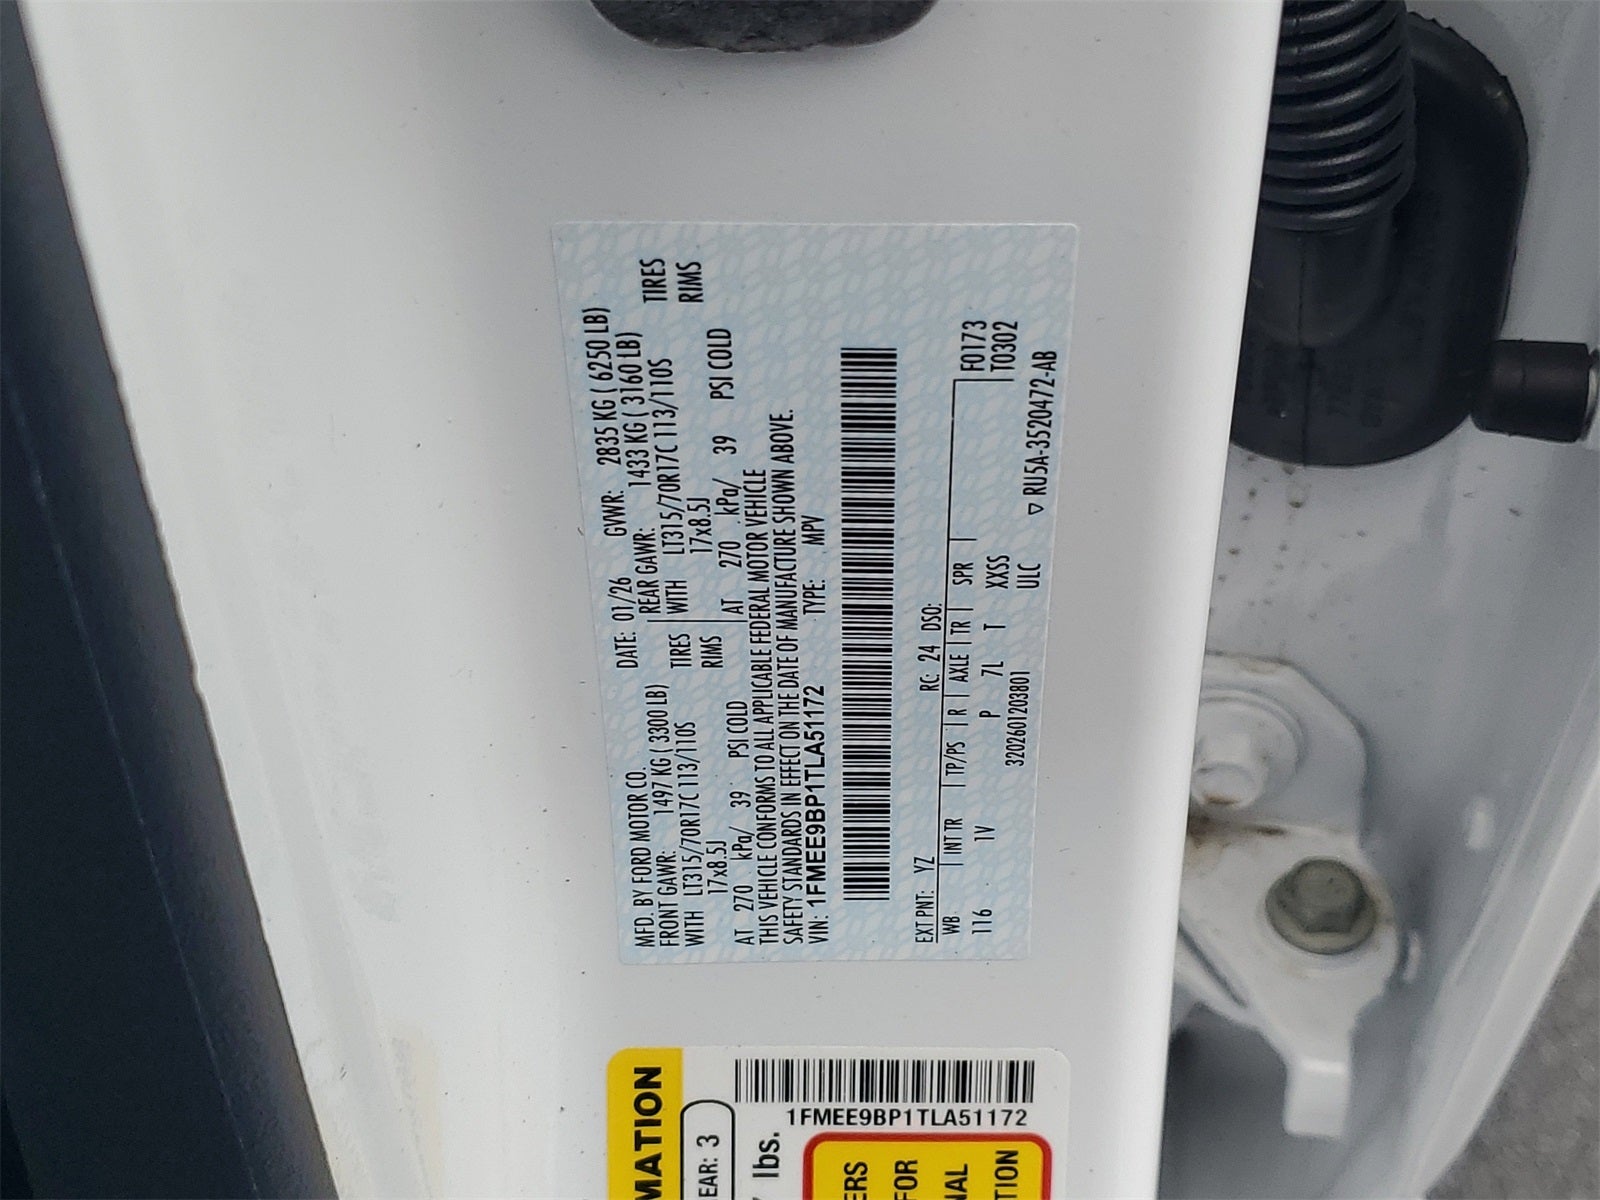 MFD. BY FORD MOTOR CO.
DATE: 01/26
GVWR: 2835 KG ( 6250 LB)
FRONT GAWR: 1497 KG ( 3300 LB)
REAR GAWR: 1433 KG ( 3160 LB)
WITH LT315/70R17C 113/110S TIRES
WITH LT315/70R17C 113/110S TIRES
17x8.5J RIMS
17x8.5J RIMS
AT 270 kPa/ 39 PSI COLD
AT 270 kPa/ 39 PSI COLD
THIS VEHICLE CONFORMS TO ALL APPLICABLE FEDERAL MOTOR VEHICLE
SAFETY STANDARDS IN EFFECT ON THE DATE OF MANUFACTURE SHOWN ABOVE.
VIN: 1FMEE9BP1TLA51172
TYPE: MPV
EXT PNT: YZ RC: 24 DSO:
WB INT TR TP/PS R AXLE TR SPR F0173
116 1V P 7L T XXSS T0302
3202601203801 ULC
▽ RU5A-3520472-AB
MATION
EAR: 3
lbs.
1FMEE9BP1TLA51172
ERS
FOR
NAL
TION